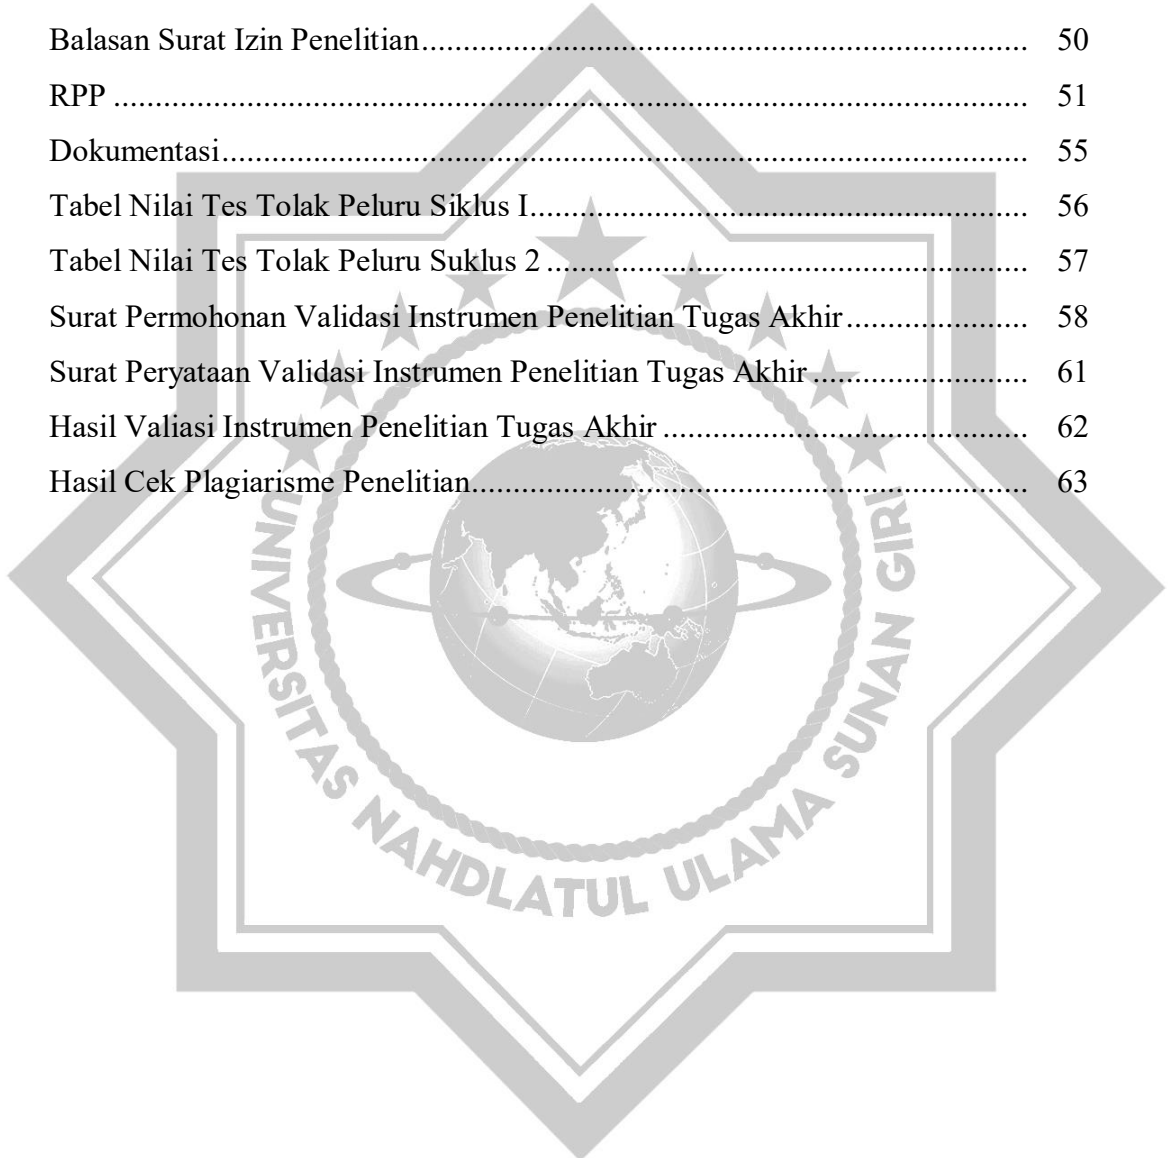 Balasan Surat Izin Penelitian.................................................................... 50
RPP .................................................................... 51
Dokumentasi.................................................................... 55
Tabel Nilai Tes Tolak Peluru Siklus I.................................................................... 56
Tabel Nilai Tes Tolak Peluru Suklus 2 .................................................................... 57
Surat Permohonan Validasi Instrumen Penelitian Tugas Akhir...................... 58
Surat Peryataan Validasi Instrumen Penelitian Tugas Akhir .......................... 61
Hasil Valiasi Instrumen Penelitian Tugas Akhir ............................................ 62
Hasil Cek Plagiarisme Penelitian.................................................................... 63
UNIVERSITAS NAHDLATUL ULAMA SUNAN GIRI